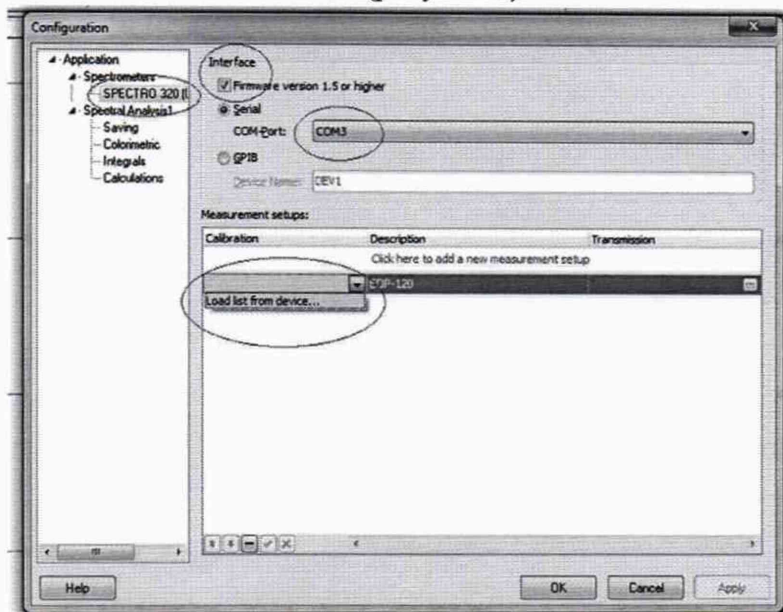 Configuration
Application
Spectrometers
SPECTRO 320 [
Spectral Analysis1
Saving
Colorimetric
Integrals
Calculations
Interface
Firmware version 1.5 or higher
Serial
COM-Port: COM3
GPIB
Device Name: DEV1
Measurement setups:
Calibration Description Transmission
Click here to add a new measurement setup
EOP-120
Load list from device...
Help OK Cancel Apply